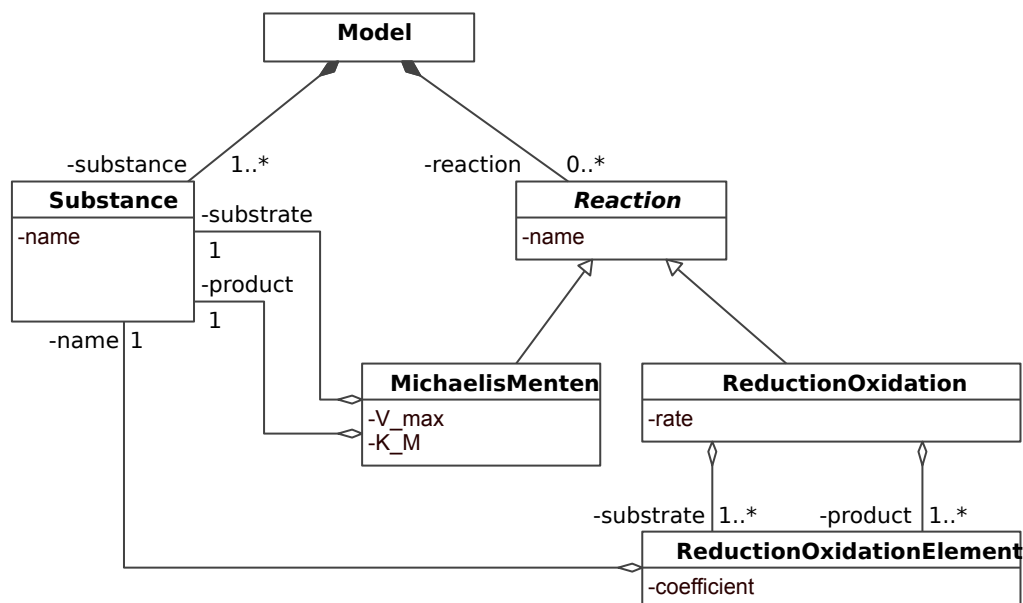 Model
-substance 1..*
-reaction 0..*
Substance
-name
-substrate
1
-product
1
-name 1
Reaction
-name
MichaelisMenten
-V_max
-K_M
ReductionOxidation
-rate
-substrate 1..*
-product 1..*
ReductionOxidationElement
-coefficient